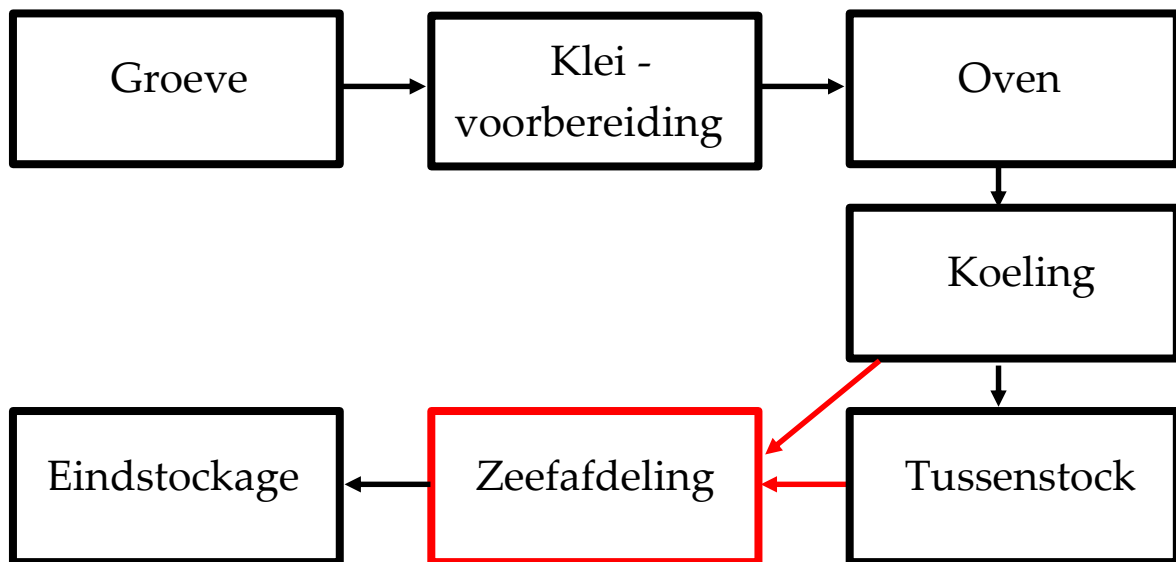 Groeve
Klei -
voorbereiding
Oven
Koeling
Eindstockage
Zeefafdeling
Tussenstock